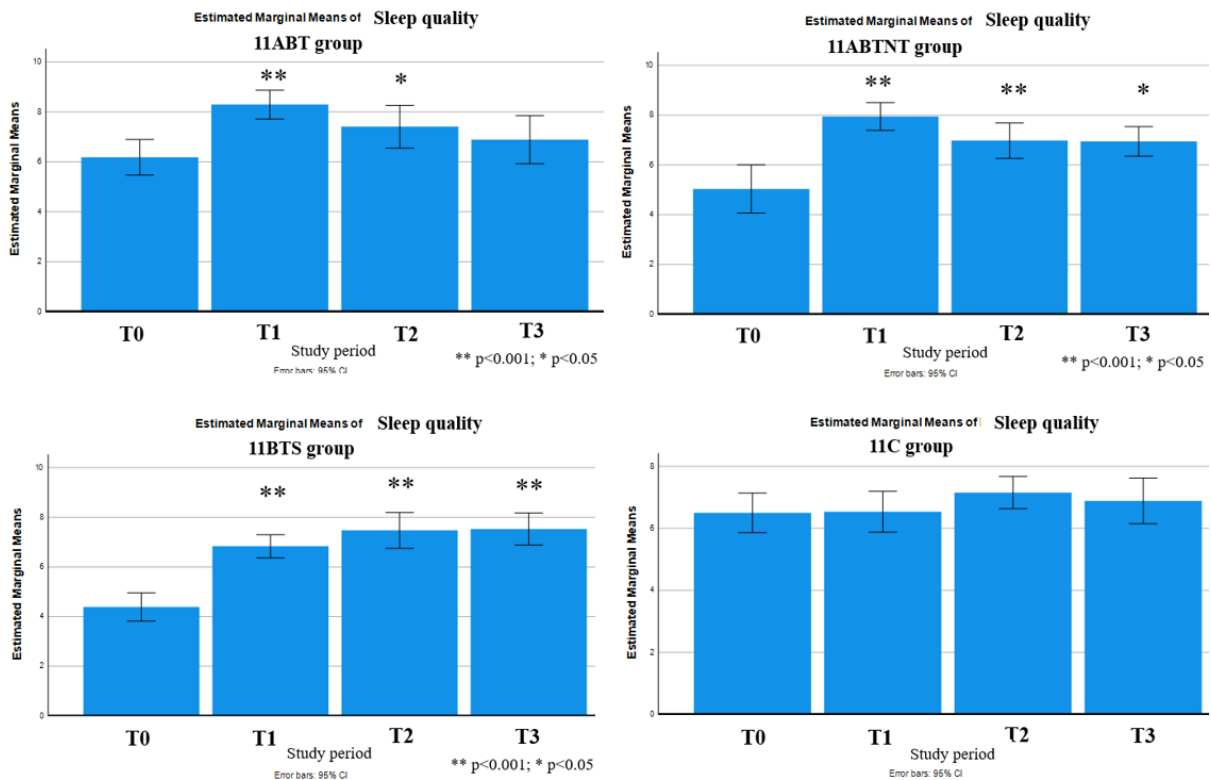 Estimated Marginal Means of Sleep quality
11ABT group
Estimated Marginal Means
10
8
6
4
2
0
** *
T0 T1 T2 T3
Study period
** p<0.001; * p<0.05
Error bars: 95% CI
Estimated Marginal Means of Sleep quality
11ABTNT group
Estimated Marginal Means
10
8
6
4
2
0
** ** *
T0 T1 T2 T3
Study period
** p<0.001; * p<0.05
Error bars: 95% CI
Estimated Marginal Means of Sleep quality
11BTS group
Estimated Marginal Means
10
8
6
4
2
0
** ** **
T0 T1 T2 T3
Study period
** p<0.001; * p<0.05
Error bars: 95% CI
Estimated Marginal Means of Sleep quality
11C group
Estimated Marginal Means
8
6
4
2
0
T0 T1 T2 T3
Study period
Error bars: 95% CI